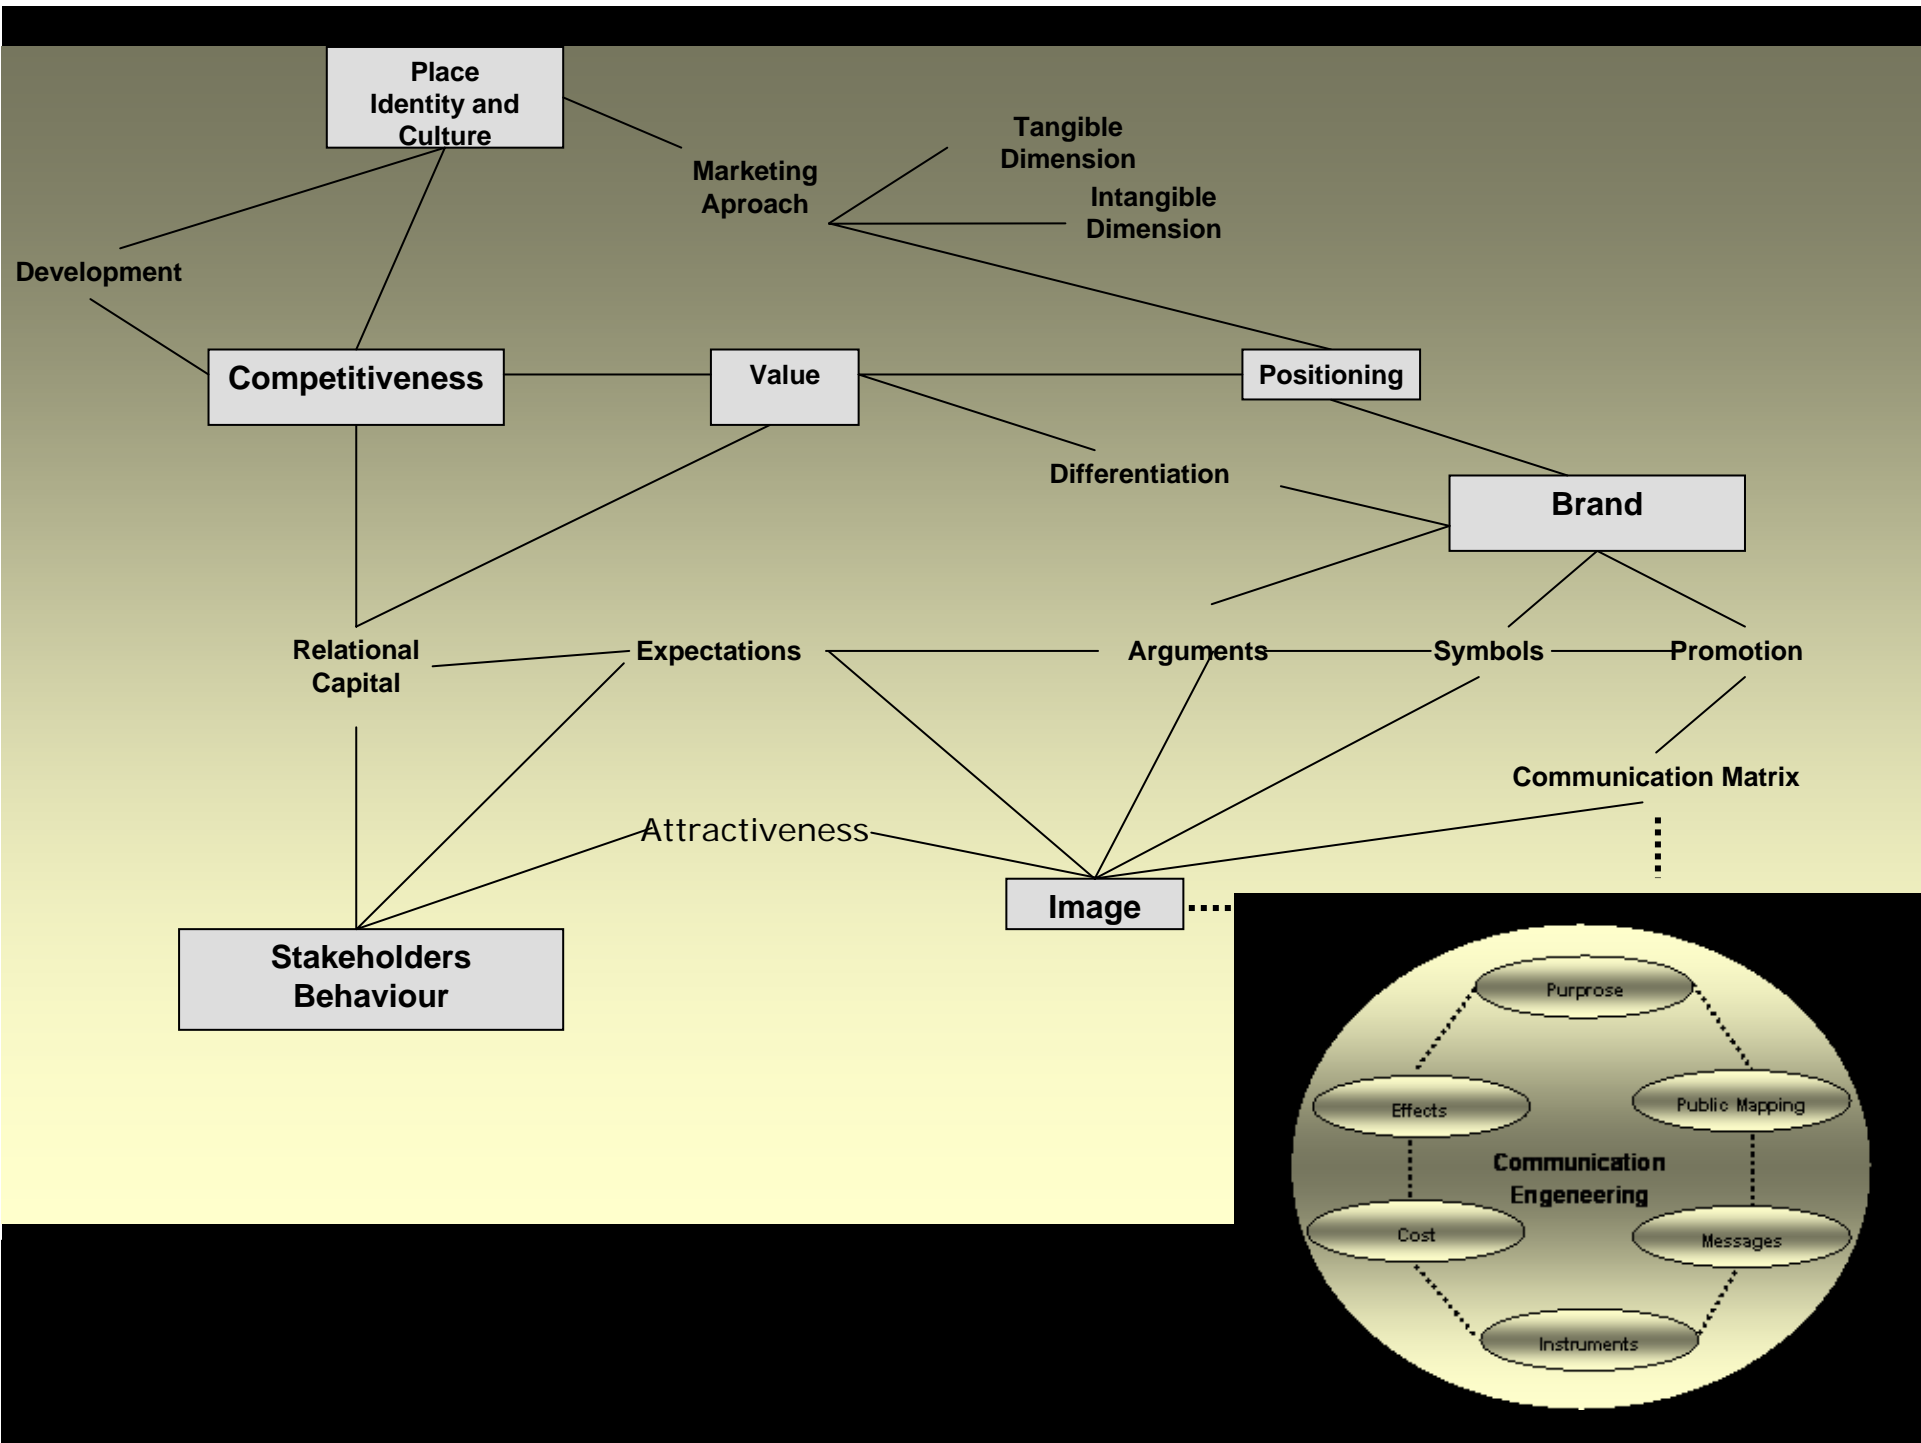 Place
Identity and
Culture
Tangible
Dimension
Marketing
Aproach
Intangible
Dimension
Development
Competitiveness
Value
Positioning
Differentiation
Brand
Relational
Capital
Expectations
Arguments
Symbols
Promotion
Communication Matrix
Attractiveness
Image
Stakeholders
Behaviour
Purprose
Effects
Public Mapping
Communication
Engeneering
Cost
Messages
Instruments